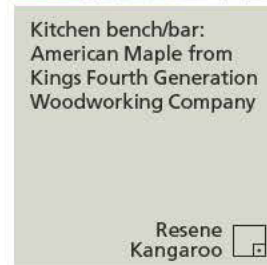 Kitchen bench/bar:
American Maple from
Kings Fourth Generation
Woodworking Company
Resene
Kangaroo